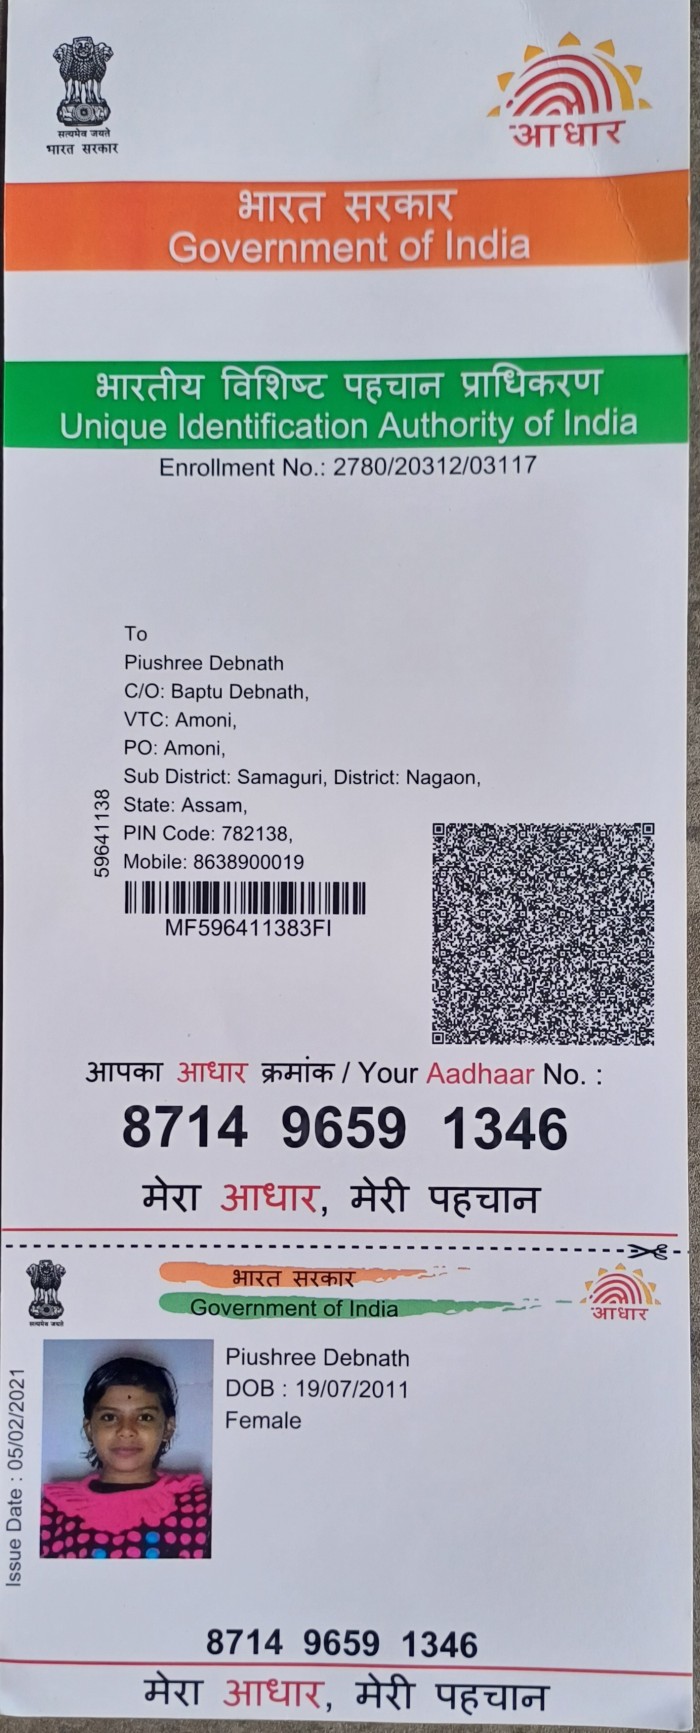 सत्यमेव जयते
भारत सरकार
आधार
भारत सरकार
Government of India
भारतीय विशिष्ट पहचान प्राधिकरण
Unique Identification Authority of India
Enrollment No.: 2780/20312/03117
To
Piushree Debnath
C/O: Baptu Debnath,
VTC: Amoni,
PO: Amoni,
Sub District: Samaguri, District: Nagaon,
State: Assam,
PIN Code: 782138,
Mobile: 8638900019
59641138
MF596411383FI
आपका आधार क्रमांक / Your Aadhaar No. :
8714 9659 1346
मेरा आधार, मेरी पहचान
सत्यमेव जयते
भारत सरकार
Government of India
आधार
Issue Date : 05/02/2021
Piushree Debnath
DOB : 19/07/2011
Female
8714 9659 1346
मेरा आधार, मेरी पहचान